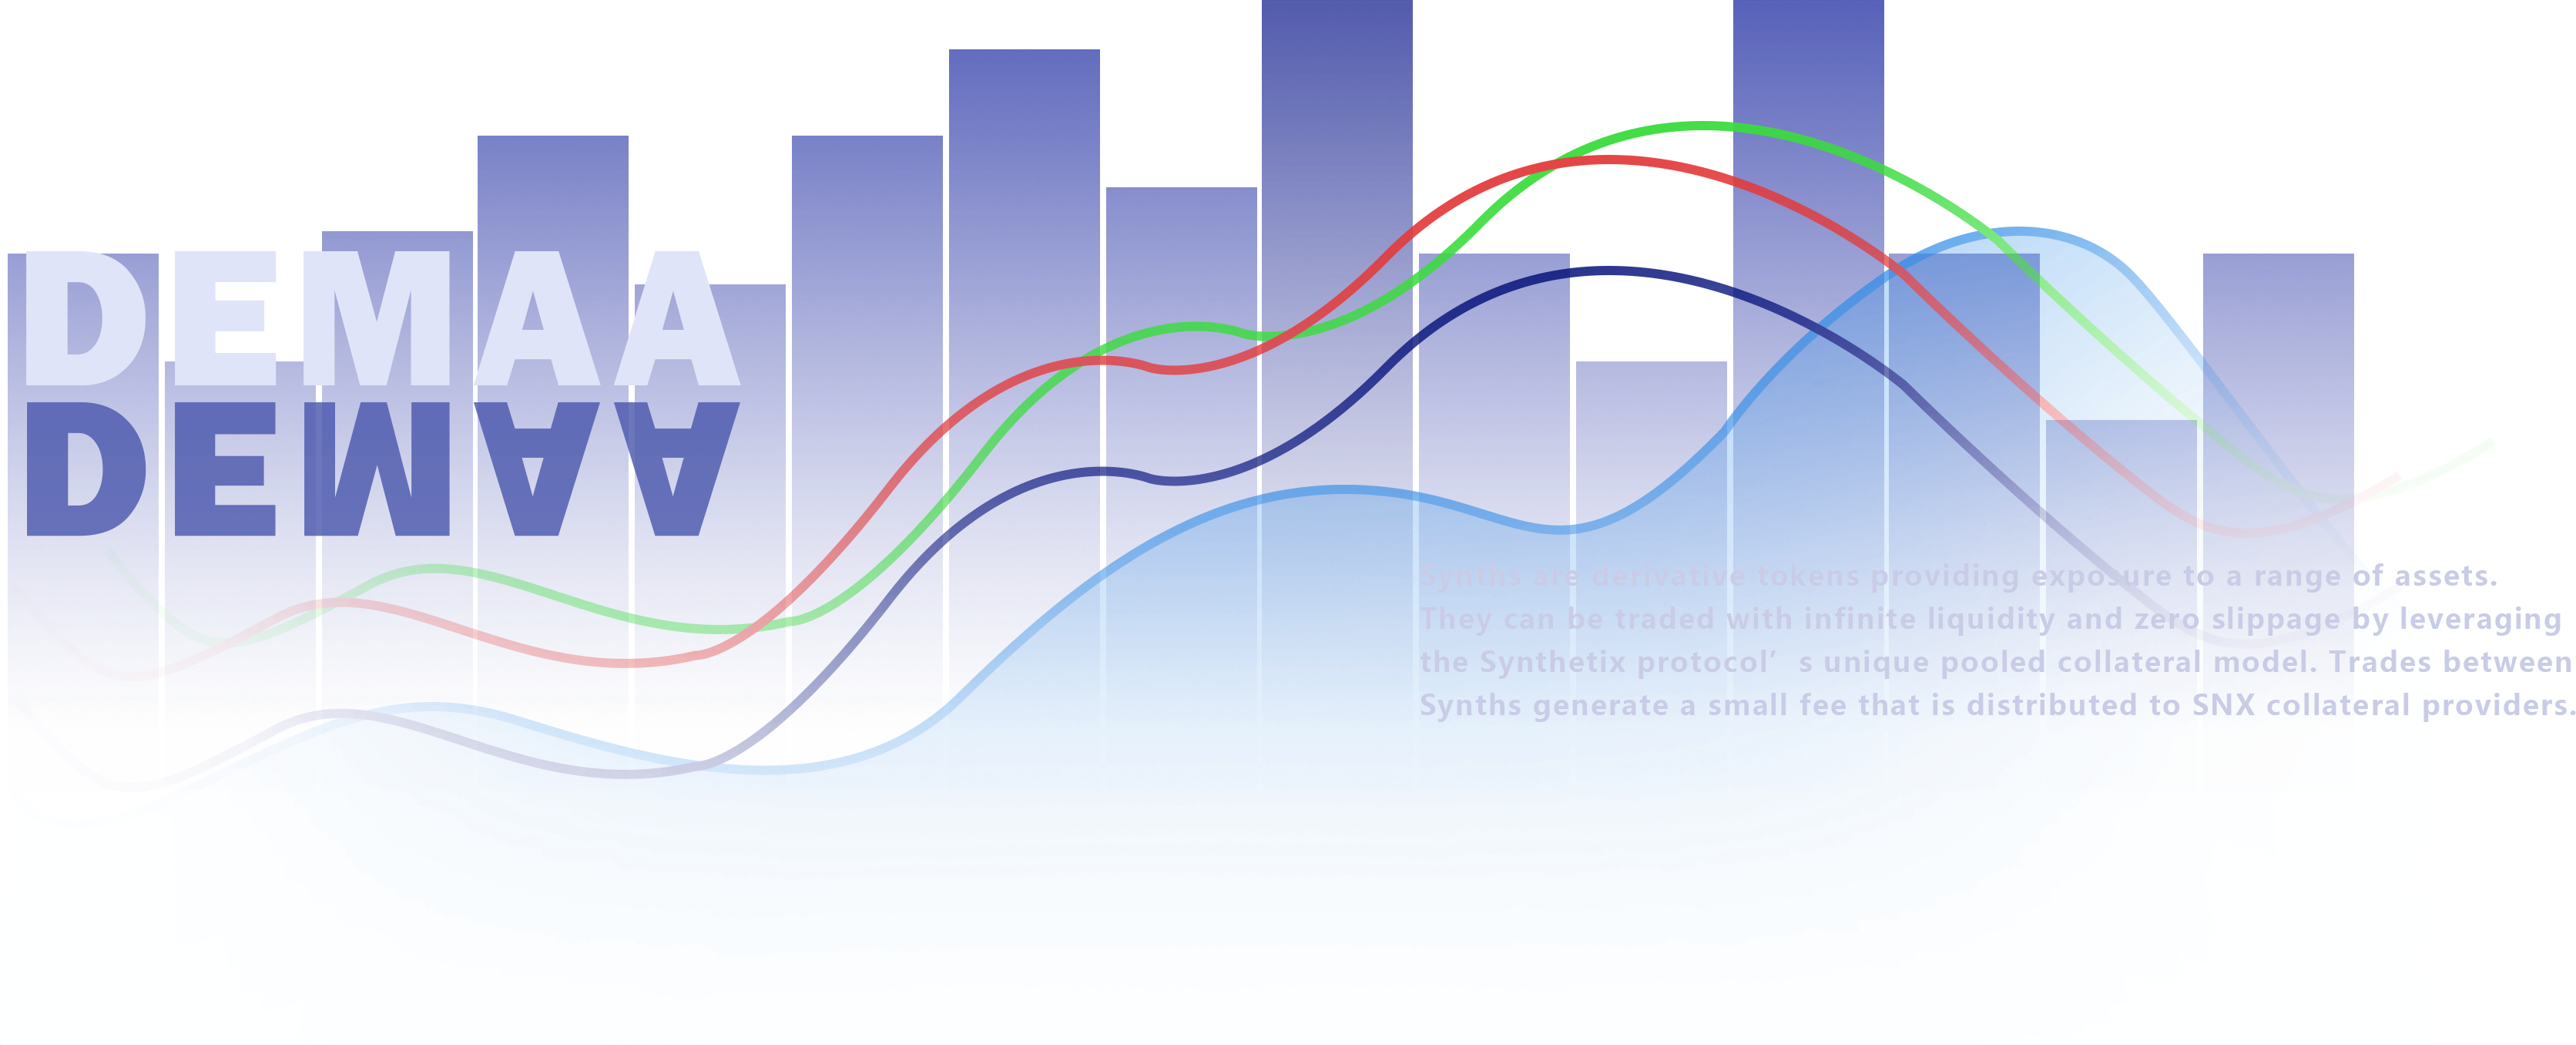 DEMAA
DEMAA
Synths are derivative tokens providing exposure to a range of assets.
They can be traded with infinite liquidity and zero slippage by leveraging
the Synthetix protocol’ s unique pooled collateral model. Trades between
Synths generate a small fee that is distributed to SNX collateral providers.